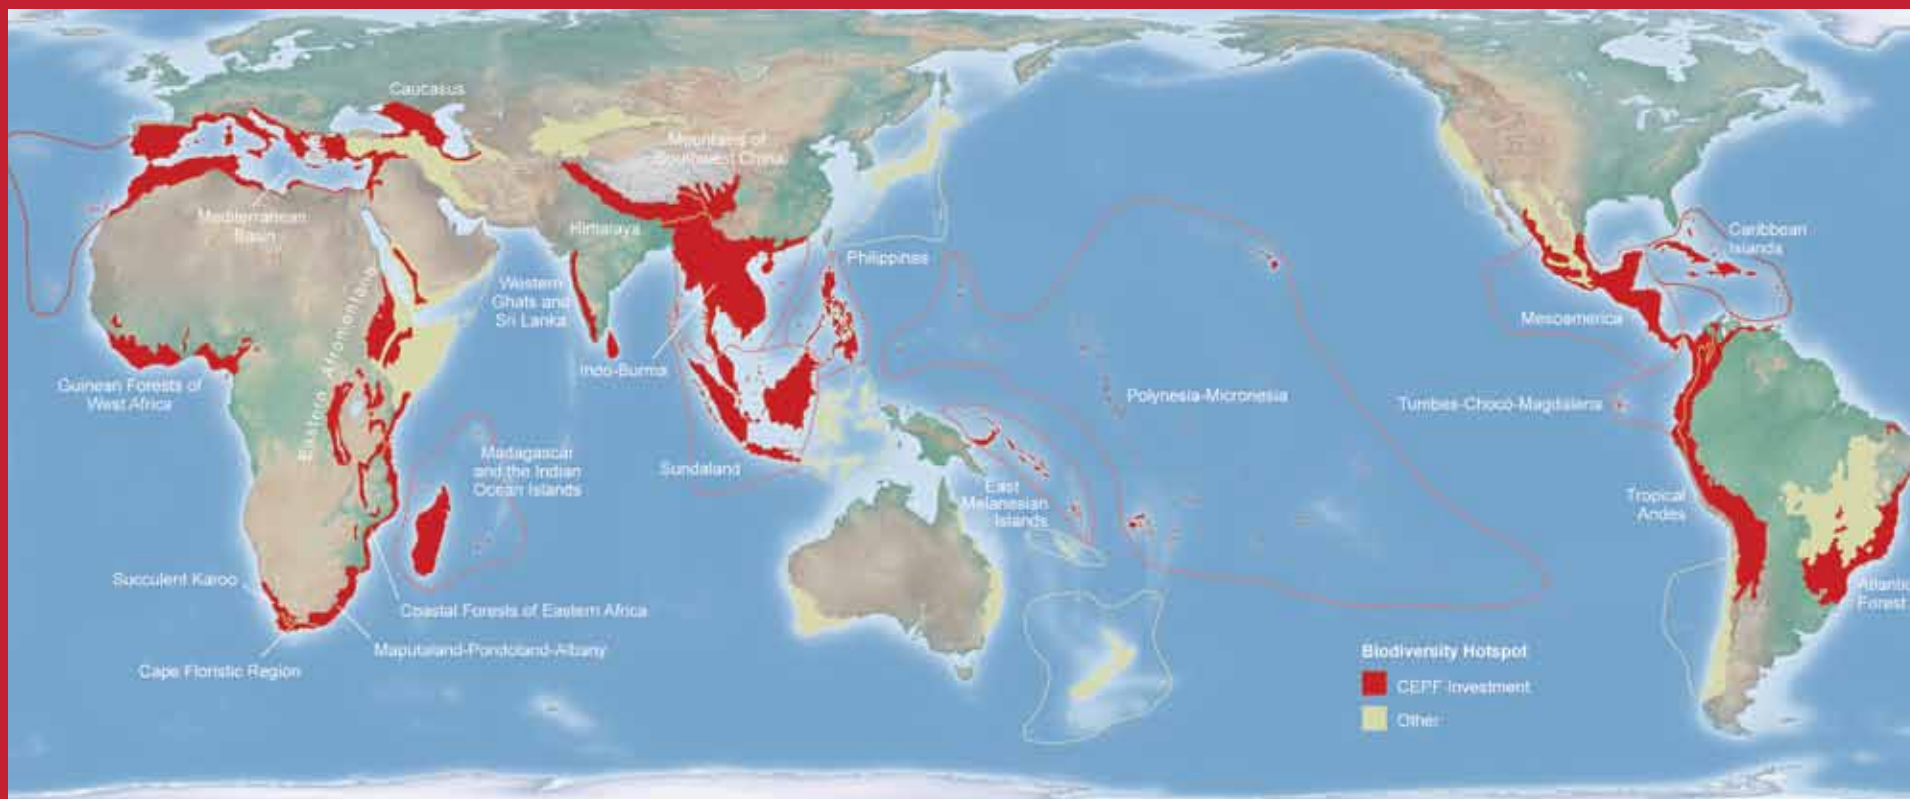 Caucasus
Mountains of
Southwest China
Mediterranean
Basin
Himalaya
Eastern Afromontane
Western
Ghats and
Sri Lanka
Philippines
Caribbean
Islands
Mesoamerica
Indo-Burma
Guinean Forests of
West Africa
Polynesia-Micronesia
Tumbes-Chocó-Magdalena
Madagascar
and the Indian
Ocean Islands
Sundaland
East
Melanesian
Islands
Tropical
Andes
Succulent Karoo
Coastal Forests of Eastern Africa
Atlantic
Forest
Maputaland-Pondoland-Albany
Cape Floristic Region
Biodiversity Hotspot
CEPF Investment
Other